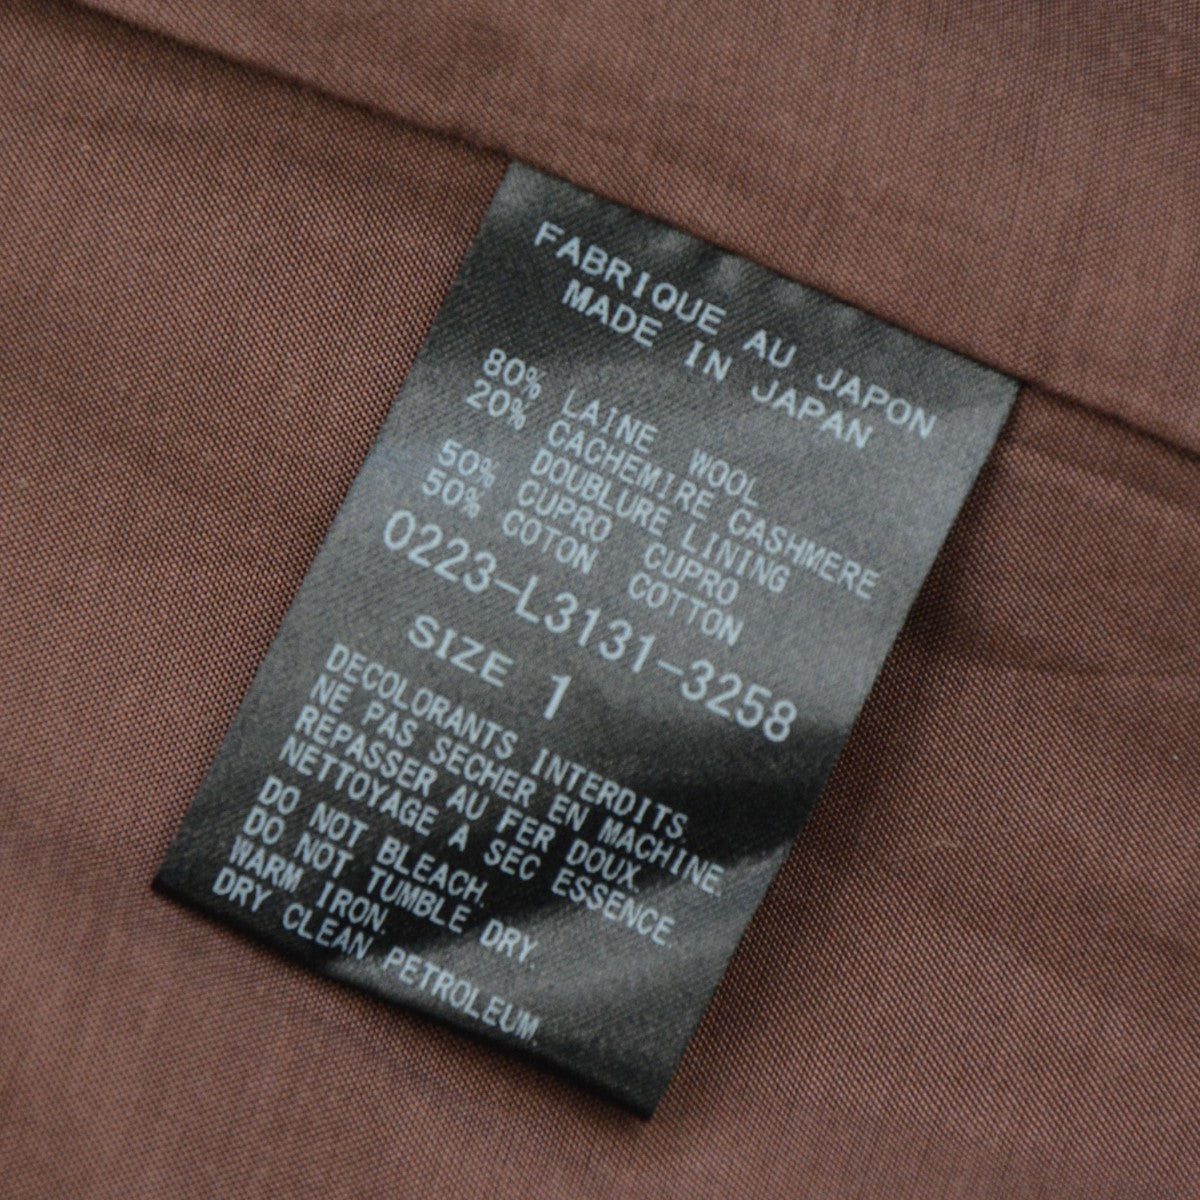 FABRIQUE AU JAPON
MADE IN JAPAN
80% LAINE WOOL
20% CACHEMIRE CASHMERE
DOUBLURE LINING
50% CUPRO CUPRO
50% COTON COTTON
0223-L3131-3258
SIZE 1
DECOLORANTS INTERDITS.
NE PAS SECHER EN MACHINE.
REPASSER AU FER DOUX.
NETTOYAGE A SEC ESSENCE.
DO NOT BLEACH.
DO NOT TUMBLE DRY.
WARM IRON.
DRY CLEAN PETROLEUM.